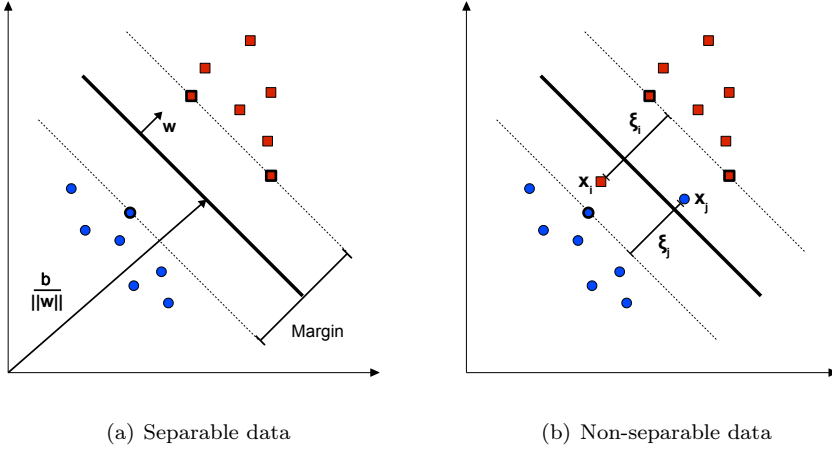 w
b
||w||
Margin
(a) Separable data
ξi
xi
xj
ξj
(b) Non-separable data